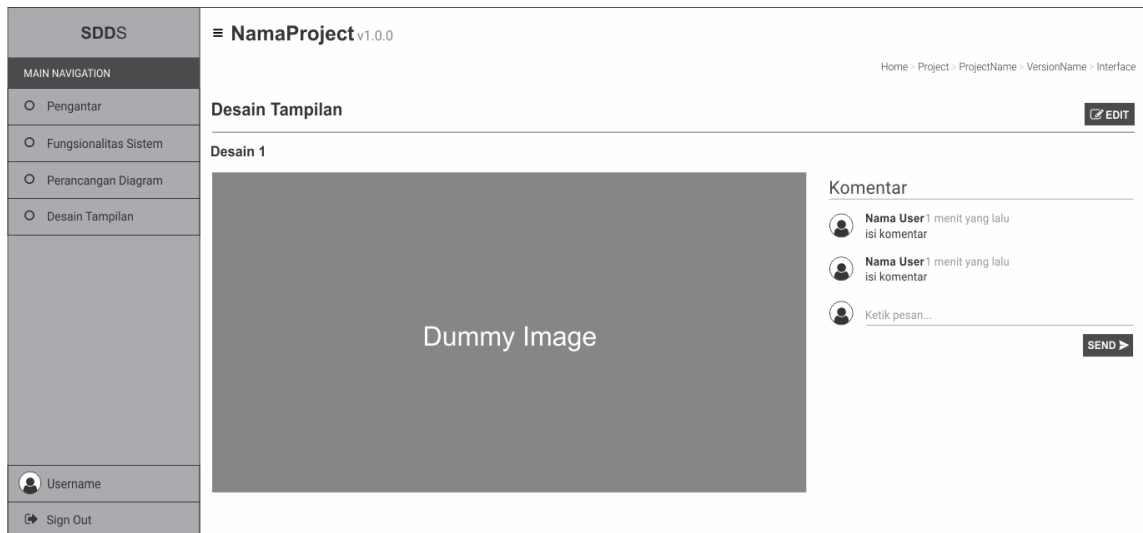 SDDS
MAIN NAVIGATION
Pengantar
Fungsionalitas Sistem
Perancangan Diagram
Desain Tampilan
Username
Sign Out
NamaProject v1.0.0
Home > Project > ProjectName > VersionName > Interface
Desain Tampilan
EDIT
Desain 1
Dummy Image
Komentar
Nama User 1 menit yang lalu
isi komentar
Nama User 1 menit yang lalu
isi komentar
Ketik pesan...
SEND